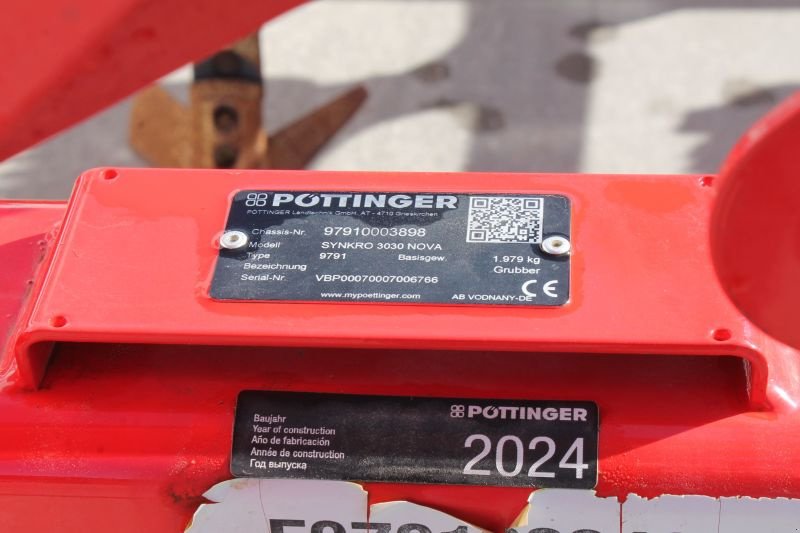 PÖTTINGER
PÖTTINGER Landtechnik GmbH, AT - 4710 Grieskirchen
Chassis-Nr. 97910003898
Modell SYNKRO 3030 NOVA
Type 9791 Basisgew. 1.979 kg
Bezeichnung Grubber
Serial-Nr. VBP00070007006766
CE
www.mypoettinger.com AB VODNANY-DE
PÖTTINGER
Baujahr
Year of construction
Año de fabricación
Année de construction
Год выпуска
2024